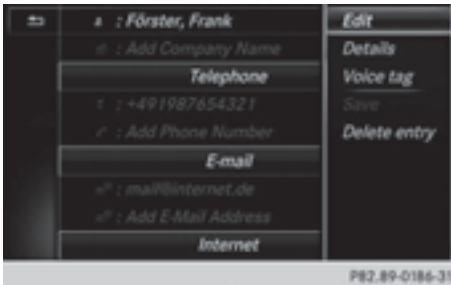 : Förster, Frank
: Add Company Name
Telephone
: +491987654321
: Add Phone Number
E-mail
: mail@internet.de
: Add E-Mail Address
Internet
Edit
Details
Voice tag
Save
Delete entry
P82.89-0186-31